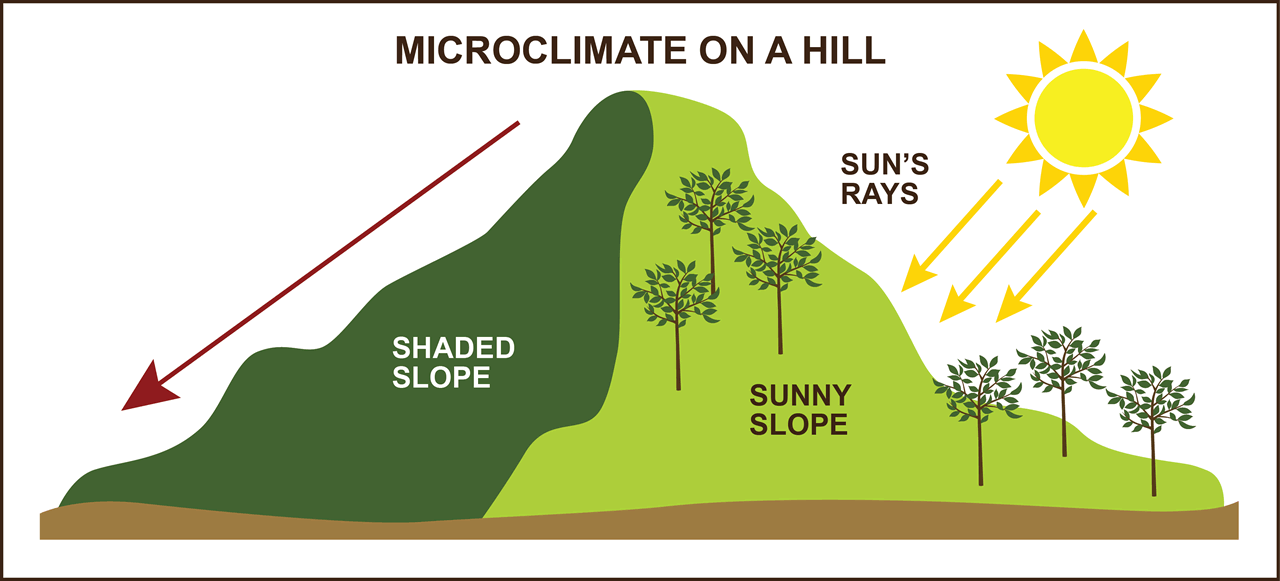 MICROCLIMATE ON A HILL
SUN’S
RAYS
SHADED
SLOPE
SUNNY
SLOPE